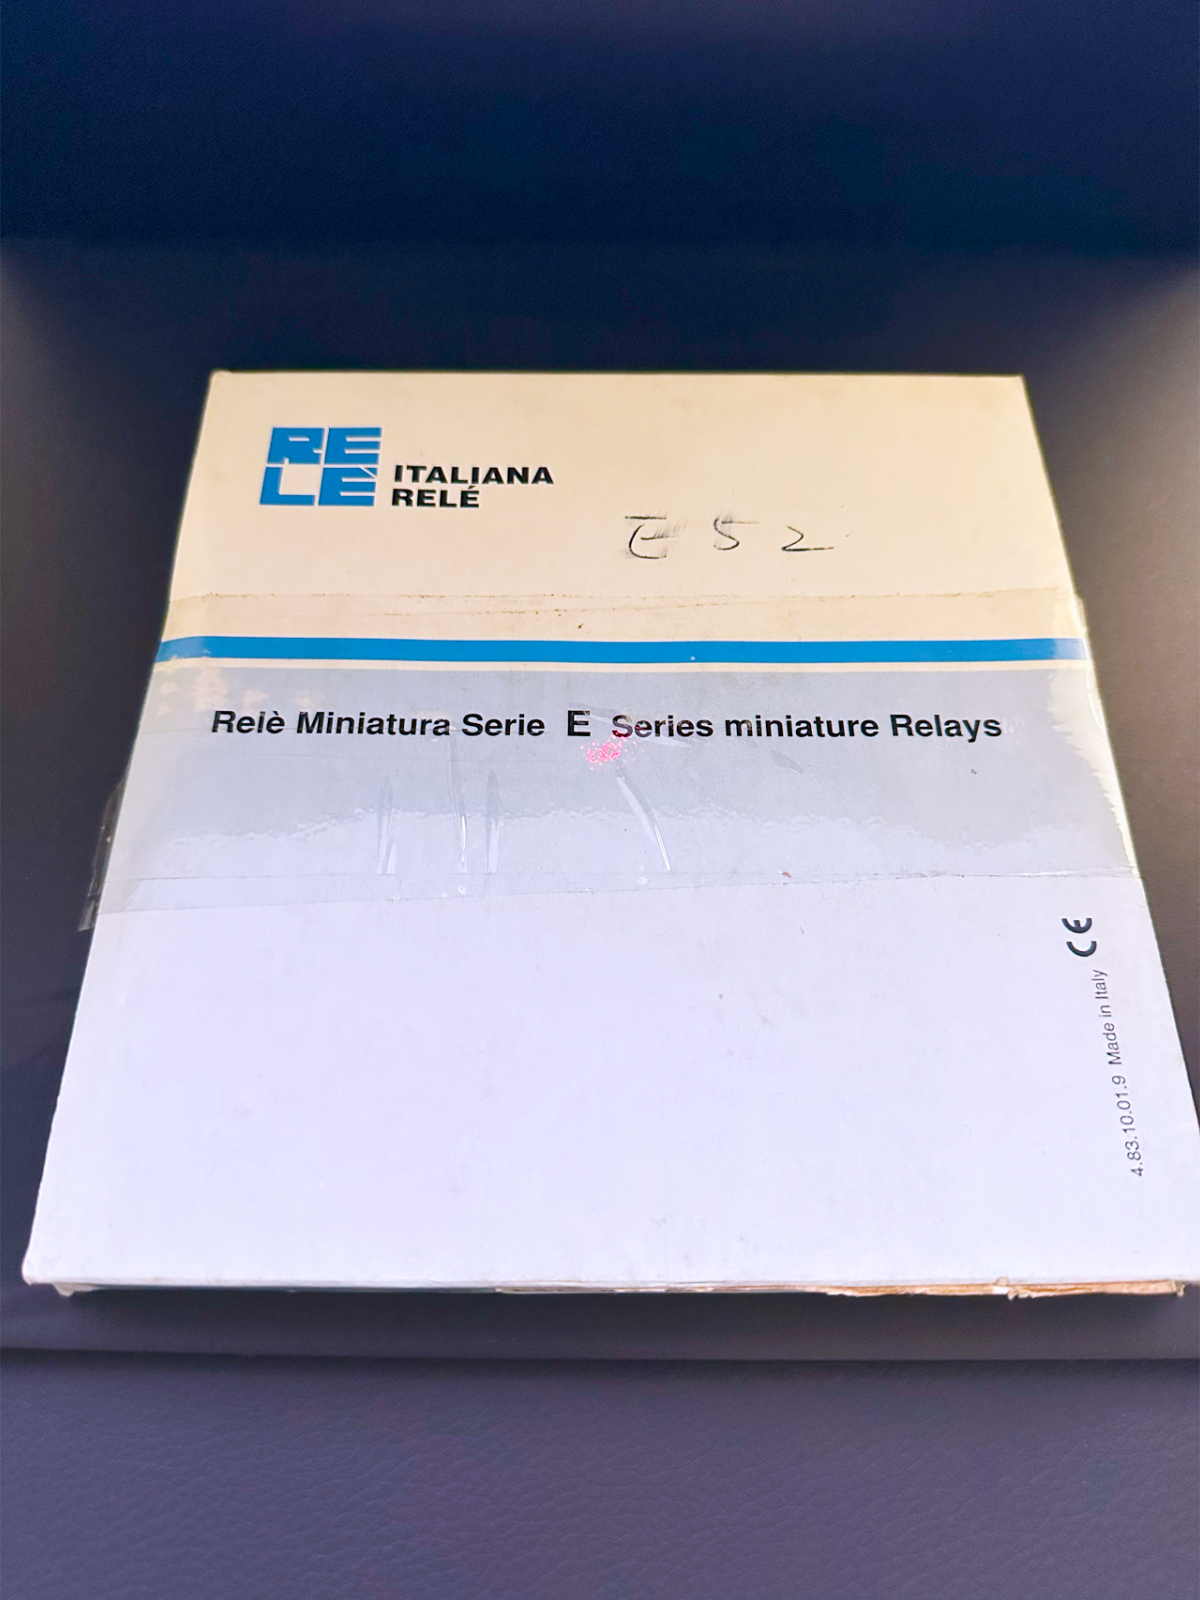 RE
LÈ
ITALIANA
RELÉ
E 52
Relè Miniatura Serie E Series miniature Relays
CE
4.83.10.01.9 Made in Italy